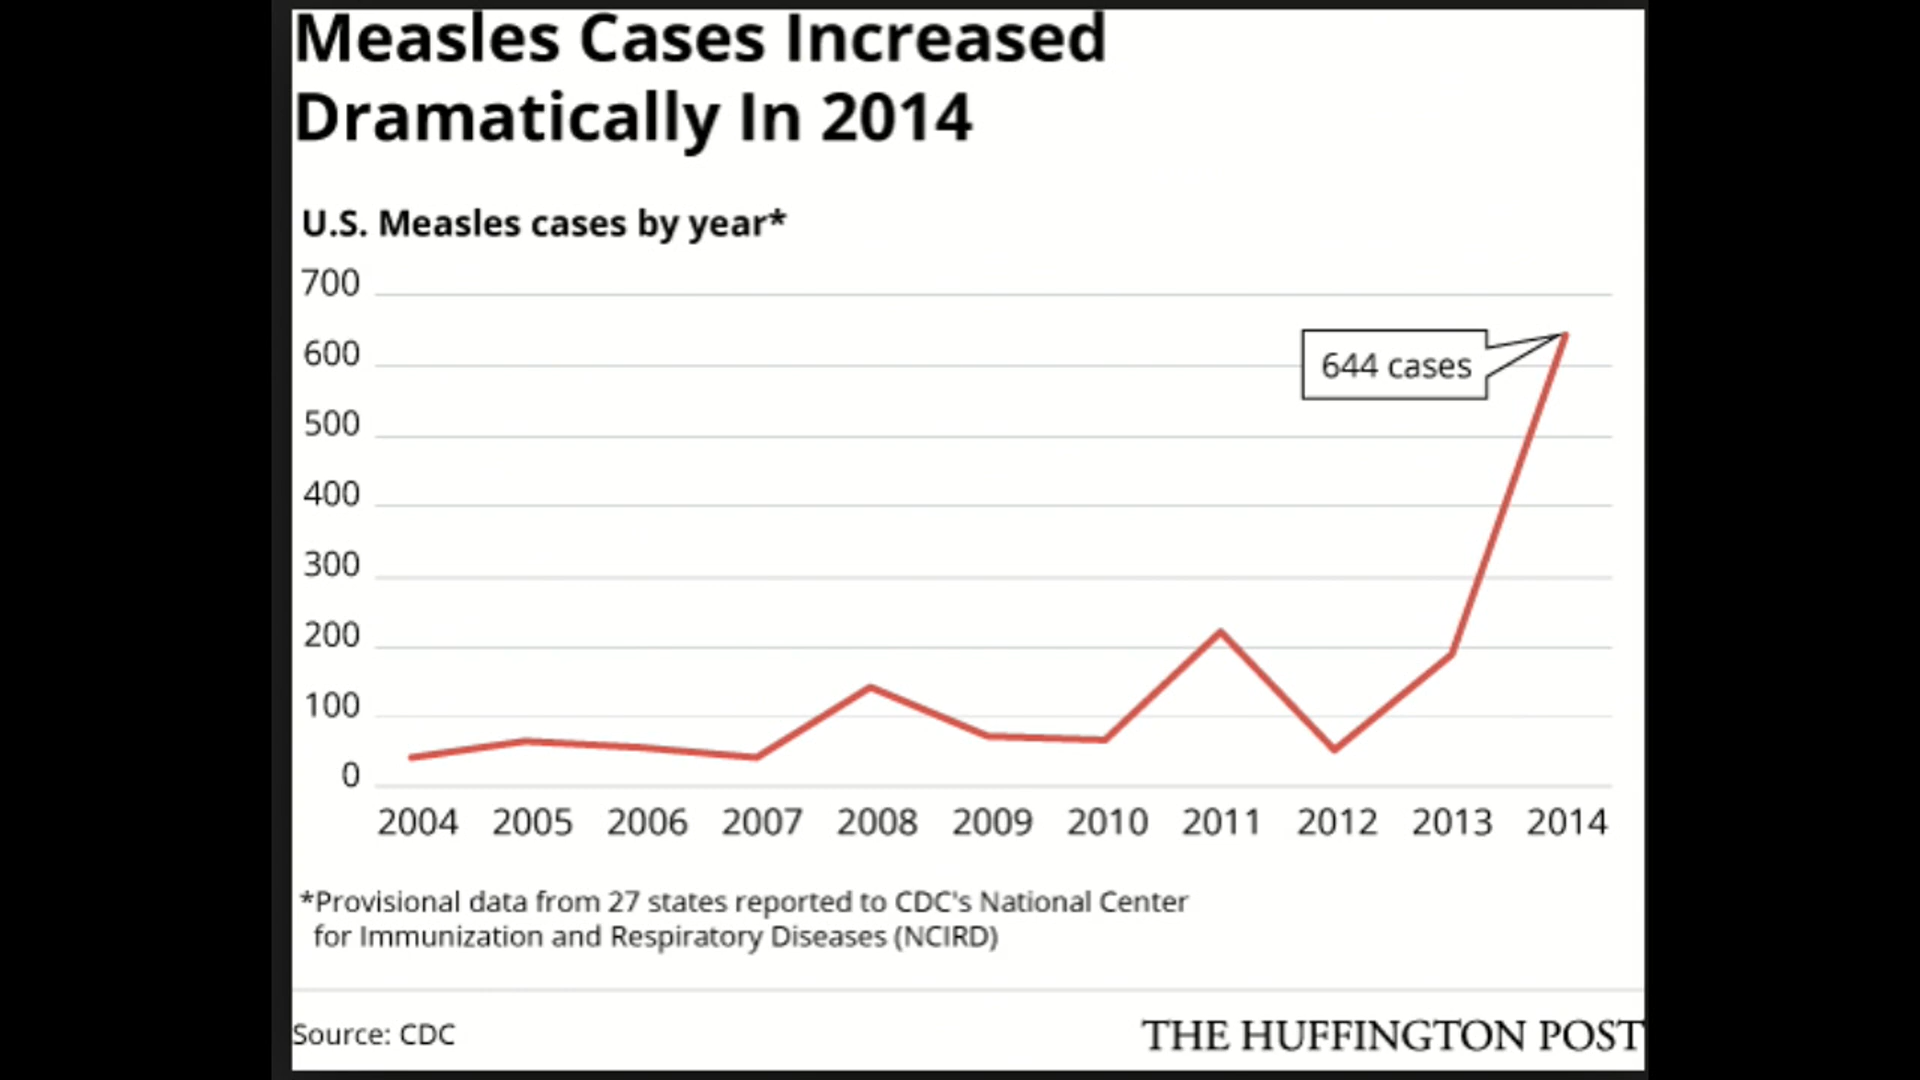 Measles Cases Increased
Dramatically In 2014
U.S. Measles cases by year*
700
600
500
400
300
200
100
0
644 cases
2004 2005 2006 2007 2008 2009 2010 2011 2012 2013 2014
*Provisional data from 27 states reported to CDC's National Center
for Immunization and Respiratory Diseases (NCIRD)
Source: CDC
THE HUFFINGTON POST